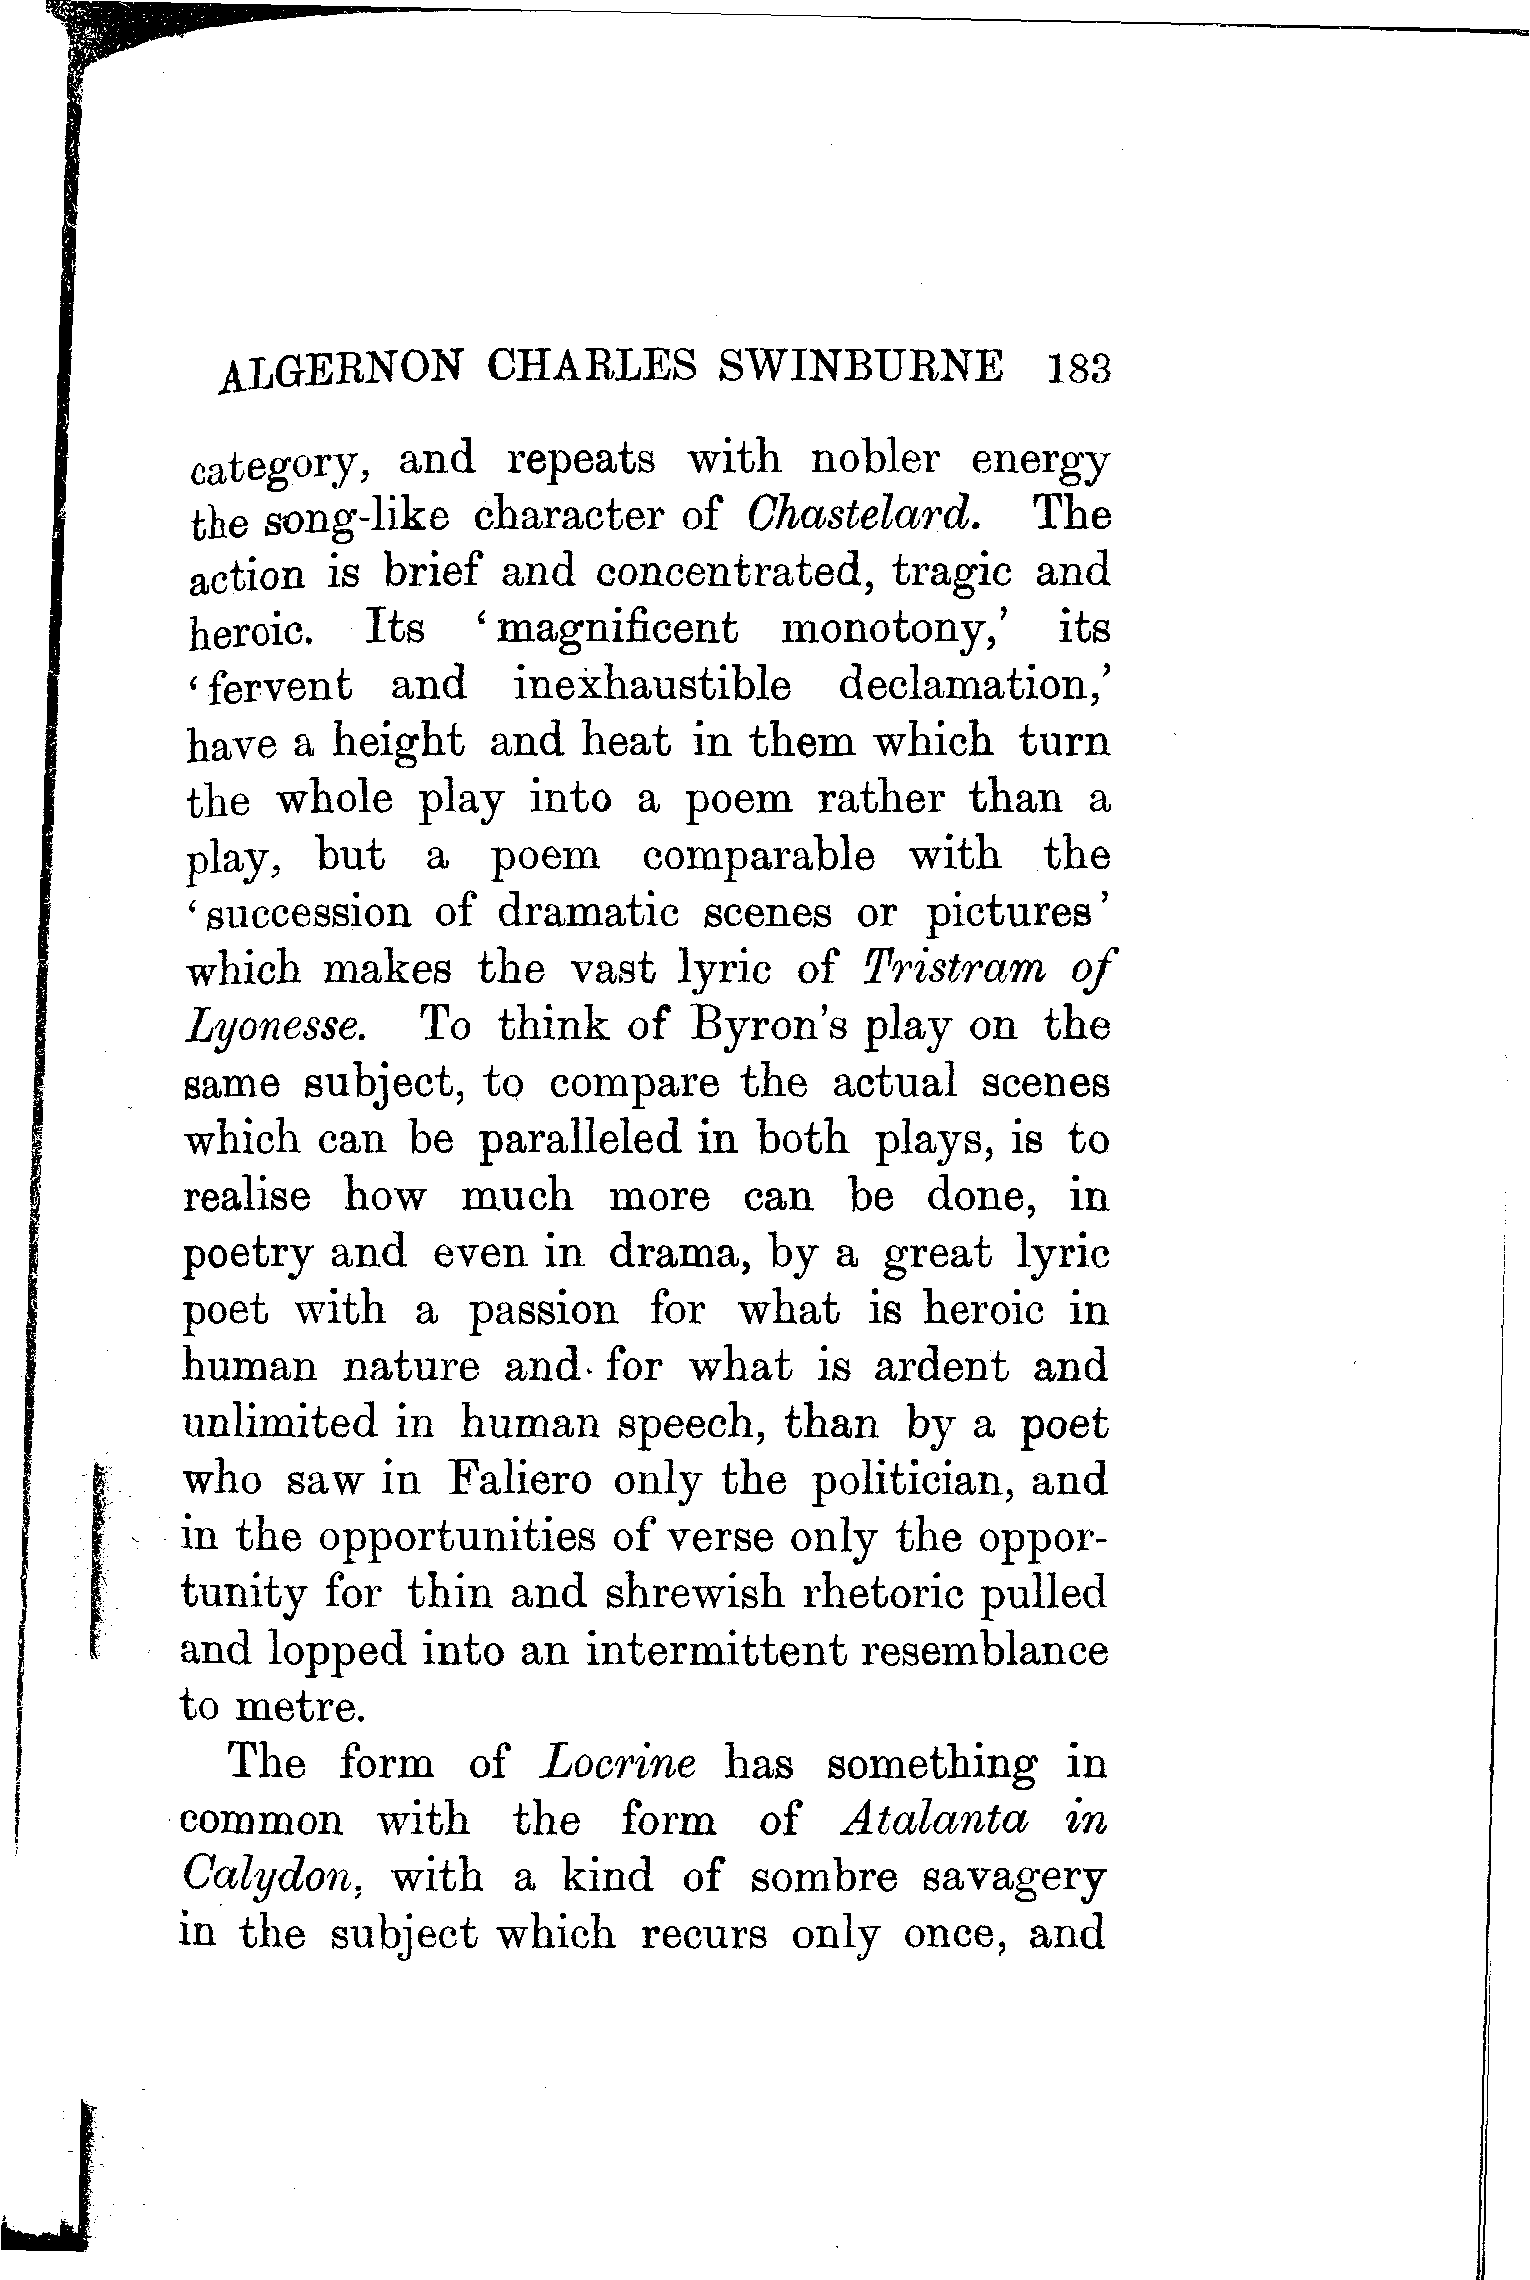 ALGERNON CHARLES SWINBURNE 183
category, and repeats with nobler energy
the song-like character of Chastelard. The
action is brief and concentrated, tragic and
heroic. Its ‘magnificent monotony,’ its
‘fervent and inexhaustible declamation,’
have a height and heat in them which turn
the whole play into a poem rather than a
play, but a poem comparable with the
‘succession of dramatic scenes or pictures’
which makes the vast lyric of Tristram of
Lyonesse. To think of Byron’s play on the
same subject, to compare the actual scenes
which can be paralleled in both plays, is to
realise how much more can be done, in
poetry and even in drama, by a great lyric
poet with a passion for what is heroic in
human nature and for what is ardent and
unlimited in human speech, than by a poet
who saw in Faliero only the politician, and
in the opportunities of verse only the oppor-
tunity for thin and shrewish rhetoric pulled
and lopped into an intermittent resemblance
to metre.
The form of Locrine has something in
common with the form of Atalanta in
Calydon, with a kind of sombre savagery
in the subject which recurs only once, and